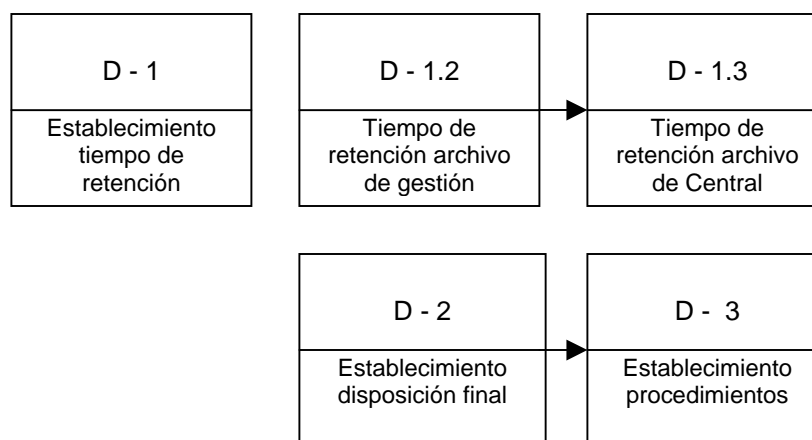 D - 1
Establecimiento
tiempo de
retención
D - 1.2
Tiempo de
retención archivo
de gestión
D - 1.3
Tiempo de
retención archivo
de Central
D - 2
Establecimiento
disposición final
D - 3
Establecimiento
procedimientos